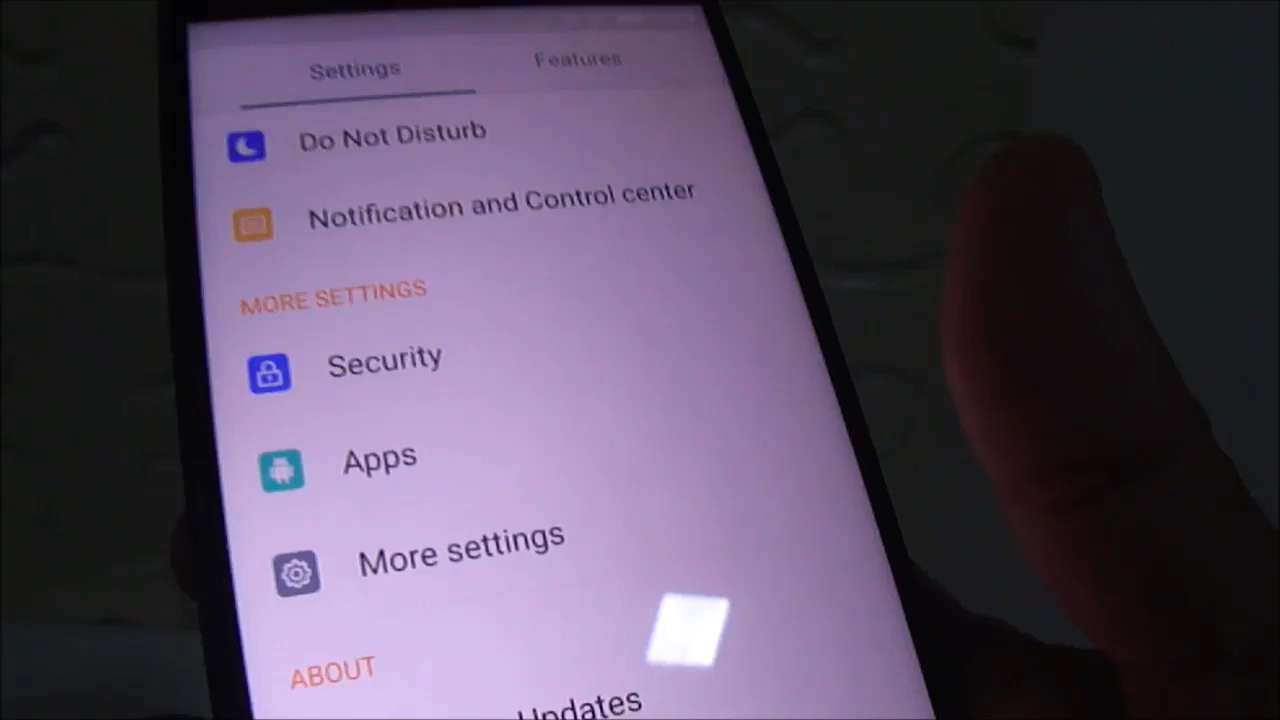 Settings
Features
Do Not Disturb
Notification and Control center
MORE SETTINGS
Security
Apps
More settings
ABOUT
Updates